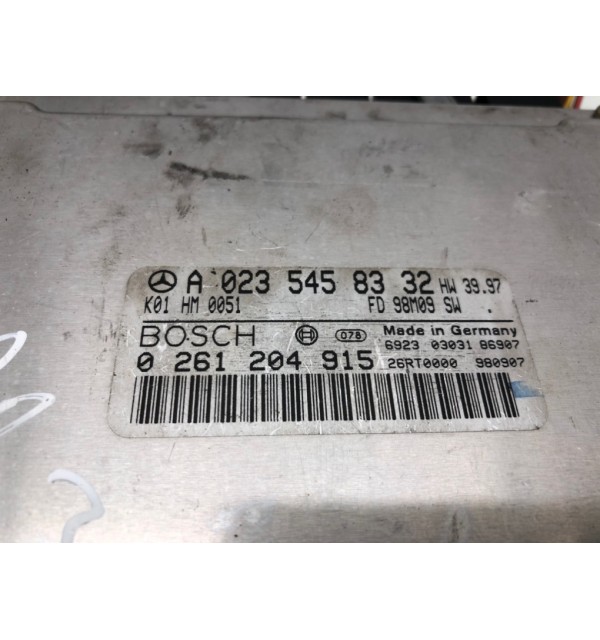 A 023 545 83 32 HW 39.97
K01 HM 0051 FD 98M09 SW .
BOSCH 078 Made in Germany
6923 03031 86907
0 261 204 915 26RT0000 980907